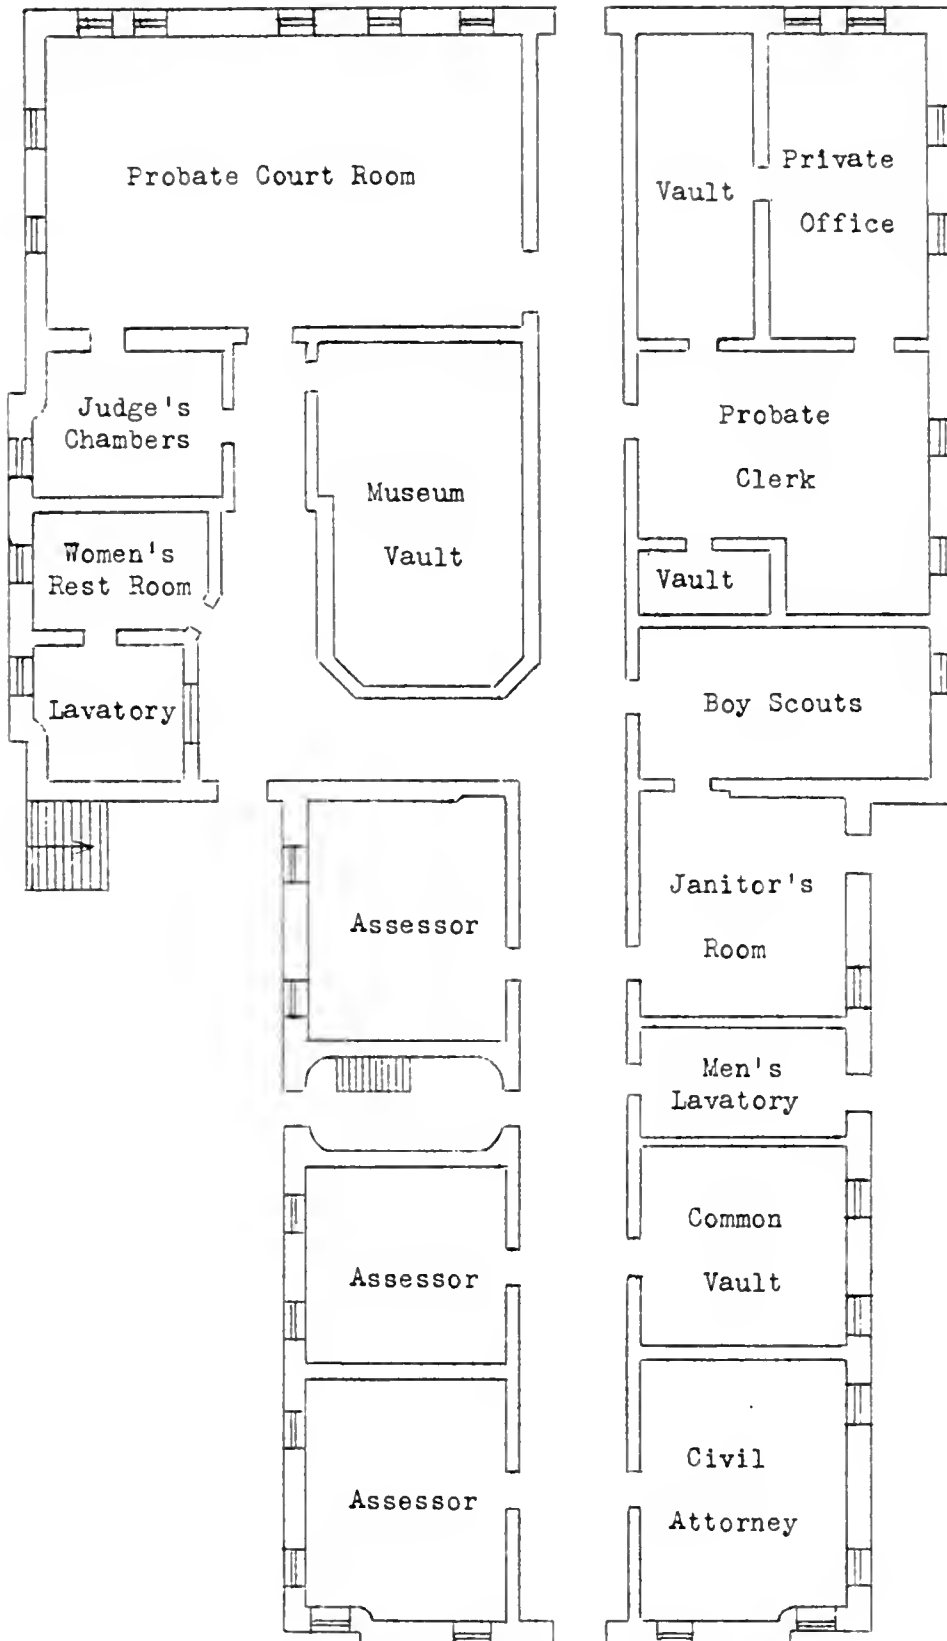 Probate Court Room
Vault
Private
Office
Judge's
Chambers
Museum
Vault
Probate
Clerk
Women's
Rest Room
Vault
Lavatory
Boy Scouts
Assessor
Janitor's
Room
Men's
Lavatory
Assessor
Common
Vault
Assessor
Civil
Attorney